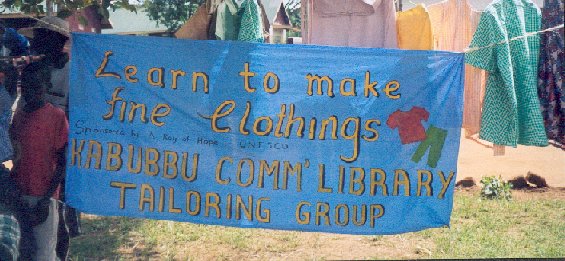 Learn to make
fine Clothings
Sponsored by A Ray of Hope UNESCO
KABUBBU COMM' LIBRARY
TAILORING GROUP